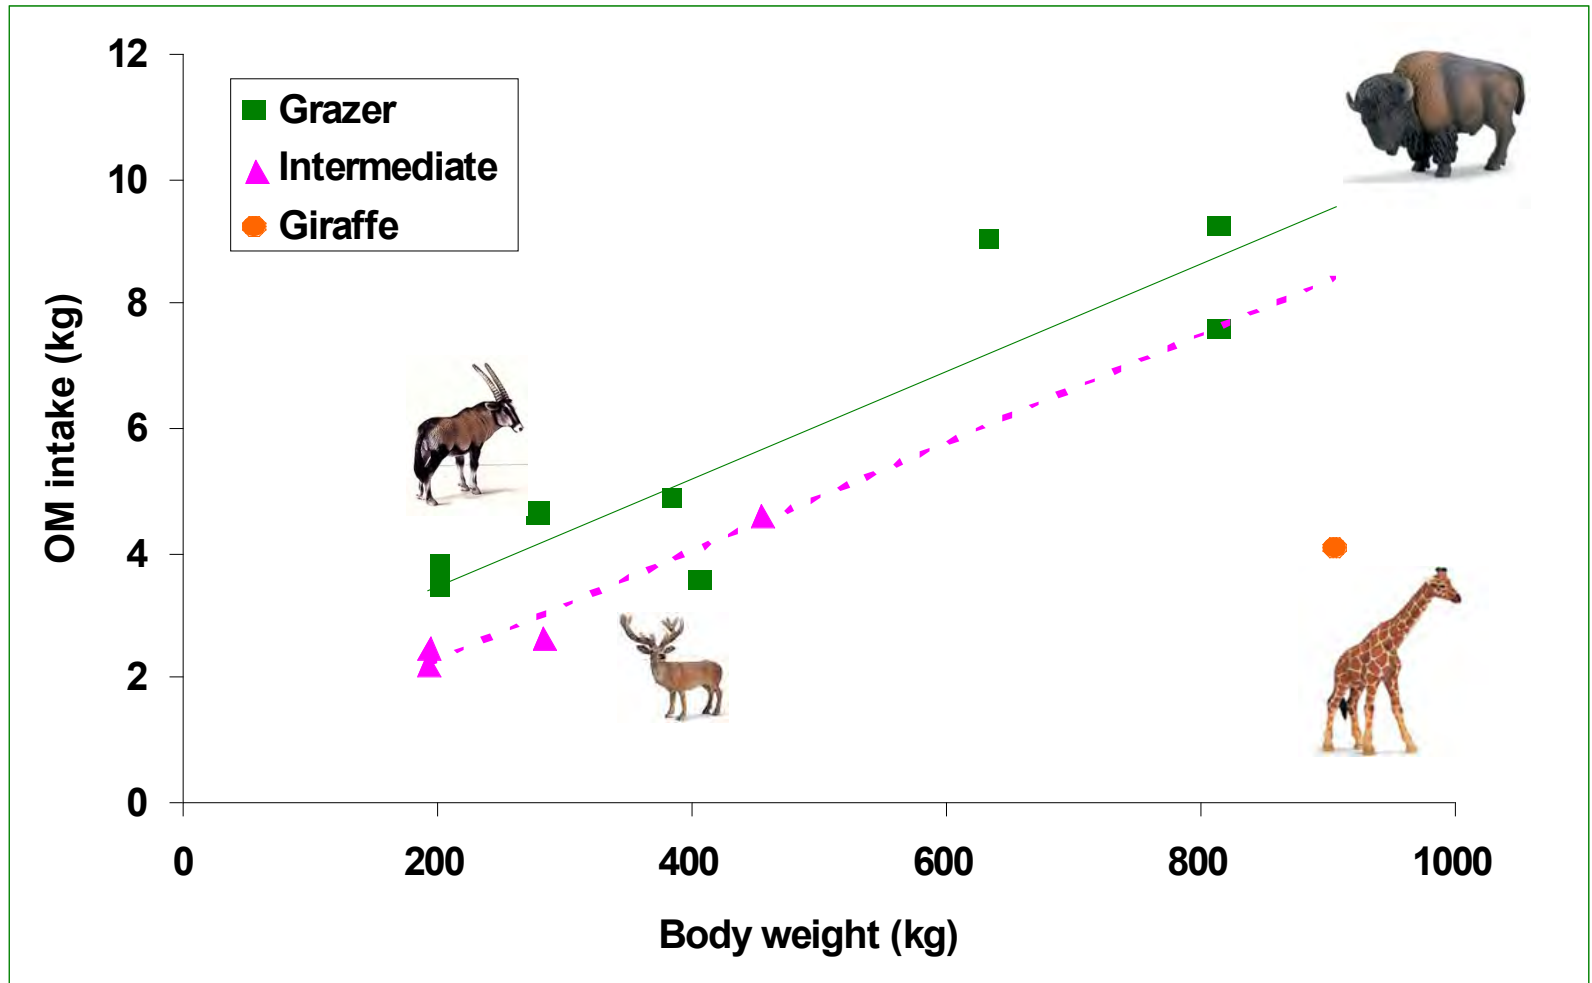 12
10
8
6
4
2
0
OM intake (kg)
Grazer
Intermediate
Giraffe
0 200 400 600 800 1000
Body weight (kg)